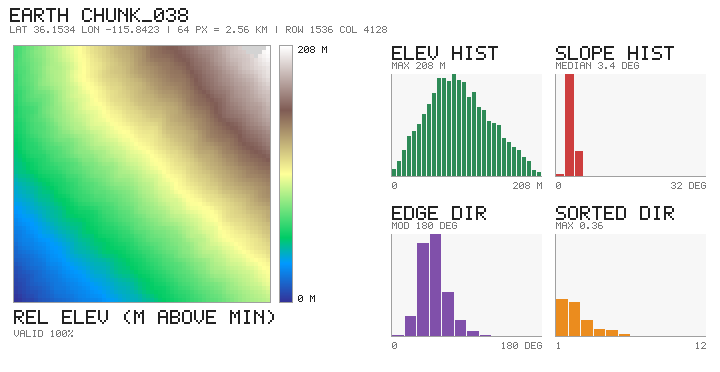 EARTH CHUNK_038
LAT 36.1534 LON -115.8423 | 64 PX = 2.56 KM | ROW 1536 COL 4128
208 M
0 M
REL ELEV (M ABOVE MIN)
VALID 100%
ELEV HIST
MAX 208 M
0 208 M
SLOPE HIST
MEDIAN 3.4 DEG
0 32 DEG
EDGE DIR
MOD 180 DEG
0 180 DEG
SORTED DIR
MAX 0.36
1 12